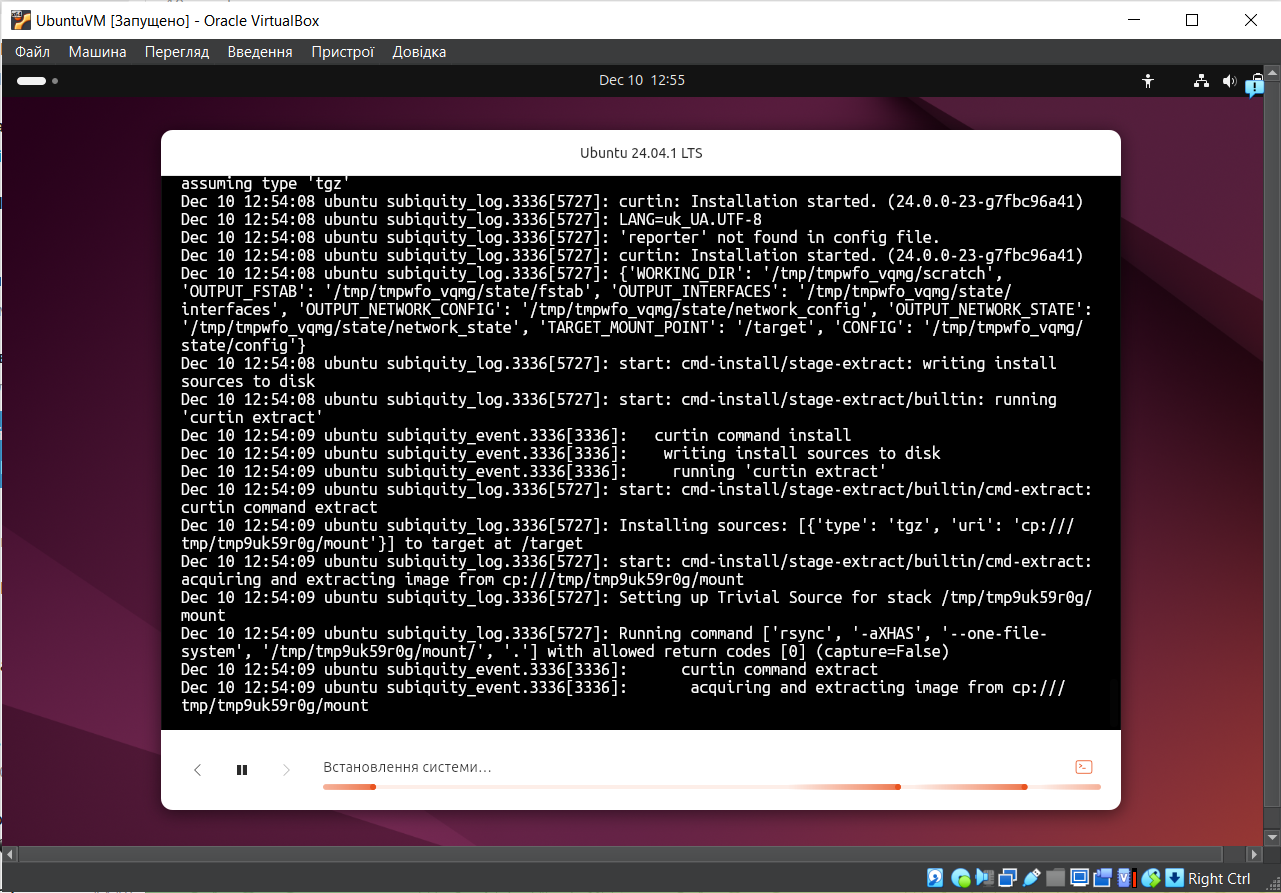 UbuntuVM [Запущено] - Oracle VirtualBox
Файл Машина Перегляд Введення Пристрої Довідка
Dec 10 12:55
Ubuntu 24.04.1 LTS
assuming type 'tgz'
Dec 10 12:54:08 ubuntu subiquity_log.3336[5727]: curtin: Installation started. (24.0.0-23-g7fbc96a41)
Dec 10 12:54:08 ubuntu subiquity_log.3336[5727]: LANG=uk_UA.UTF-8
Dec 10 12:54:08 ubuntu subiquity_log.3336[5727]: 'reporter' not found in config file.
Dec 10 12:54:08 ubuntu subiquity_log.3336[5727]: curtin: Installation started. (24.0.0-23-g7fbc96a41)
Dec 10 12:54:08 ubuntu subiquity_log.3336[5727]: {'WORKING_DIR': '/tmp/tmpwfo_vqmg/scratch',
'OUTPUT_FSTAB': '/tmp/tmpwfo_vqmg/state/fstab', 'OUTPUT_INTERFACES': '/tmp/tmpwfo_vqmg/state/
interfaces', 'OUTPUT_NETWORK_CONFIG': '/tmp/tmpwfo_vqmg/state/network_config', 'OUTPUT_NETWORK_STATE':
'/tmp/tmpwfo_vqmg/state/network_state', 'TARGET_MOUNT_POINT': '/target', 'CONFIG': '/tmp/tmpwfo_vqmg/
state/config'}
Dec 10 12:54:08 ubuntu subiquity_log.3336[5727]: start: cmd-install/stage-extract: writing install
sources to disk
Dec 10 12:54:08 ubuntu subiquity_log.3336[5727]: start: cmd-install/stage-extract/builtin: running
'curtin extract'
Dec 10 12:54:09 ubuntu subiquity_event.3336[3336]: curtin command install
Dec 10 12:54:09 ubuntu subiquity_event.3336[3336]: writing install sources to disk
Dec 10 12:54:09 ubuntu subiquity_event.3336[3336]: running 'curtin extract'
Dec 10 12:54:09 ubuntu subiquity_log.3336[5727]: start: cmd-install/stage-extract/builtin/cmd-extract:
curtin command extract
Dec 10 12:54:09 ubuntu subiquity_log.3336[5727]: Installing sources: [{'type': 'tgz', 'uri': 'cp:///
tmp/tmp9uk59r0g/mount'}] to target at /target
Dec 10 12:54:09 ubuntu subiquity_log.3336[5727]: start: cmd-install/stage-extract/builtin/cmd-extract:
acquiring and extracting image from cp:///tmp/tmp9uk59r0g/mount
Dec 10 12:54:09 ubuntu subiquity_log.3336[5727]: Setting up Trivial Source for stack /tmp/tmp9uk59r0g/
mount
Dec 10 12:54:09 ubuntu subiquity_log.3336[5727]: Running command ['rsync', '-aXHAS', '--one-file-
system', '/tmp/tmp9uk59r0g/mount/', '.'] with allowed return codes [0] (capture=False)
Dec 10 12:54:09 ubuntu subiquity_event.3336[3336]: curtin command extract
Dec 10 12:54:09 ubuntu subiquity_event.3336[3336]: acquiring and extracting image from cp:///
tmp/tmp9uk59r0g/mount
Встановлення системи…
Right Ctrl